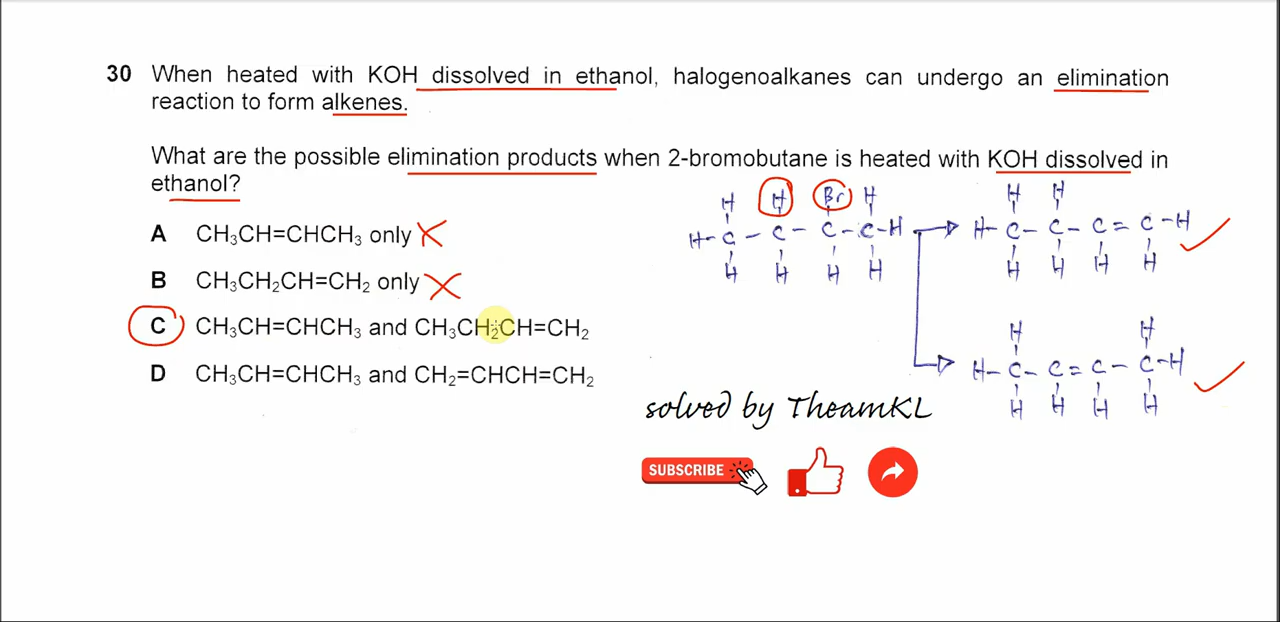 30 When heated with KOH dissolved in ethanol, halogenoalkanes can undergo an elimination
reaction to form alkenes.
What are the possible elimination products when 2-bromobutane is heated with KOH dissolved in
ethanol?
A CH₃CH=CHCH₃ only
B CH₃CH₂CH=CH₂ only
C CH₃CH=CHCH₃ and CH₃CH₂CH=CH₂
D CH₃CH=CHCH₃ and CH₂=CHCH=CH₂
H H Br H
H-C-C-C-C-H
H H H H
H H
H-C-C-C=C-H
H H H H
H H
H-C-C=C-C-H
H H H H
solved by TheamKL
SUBSCRIBE